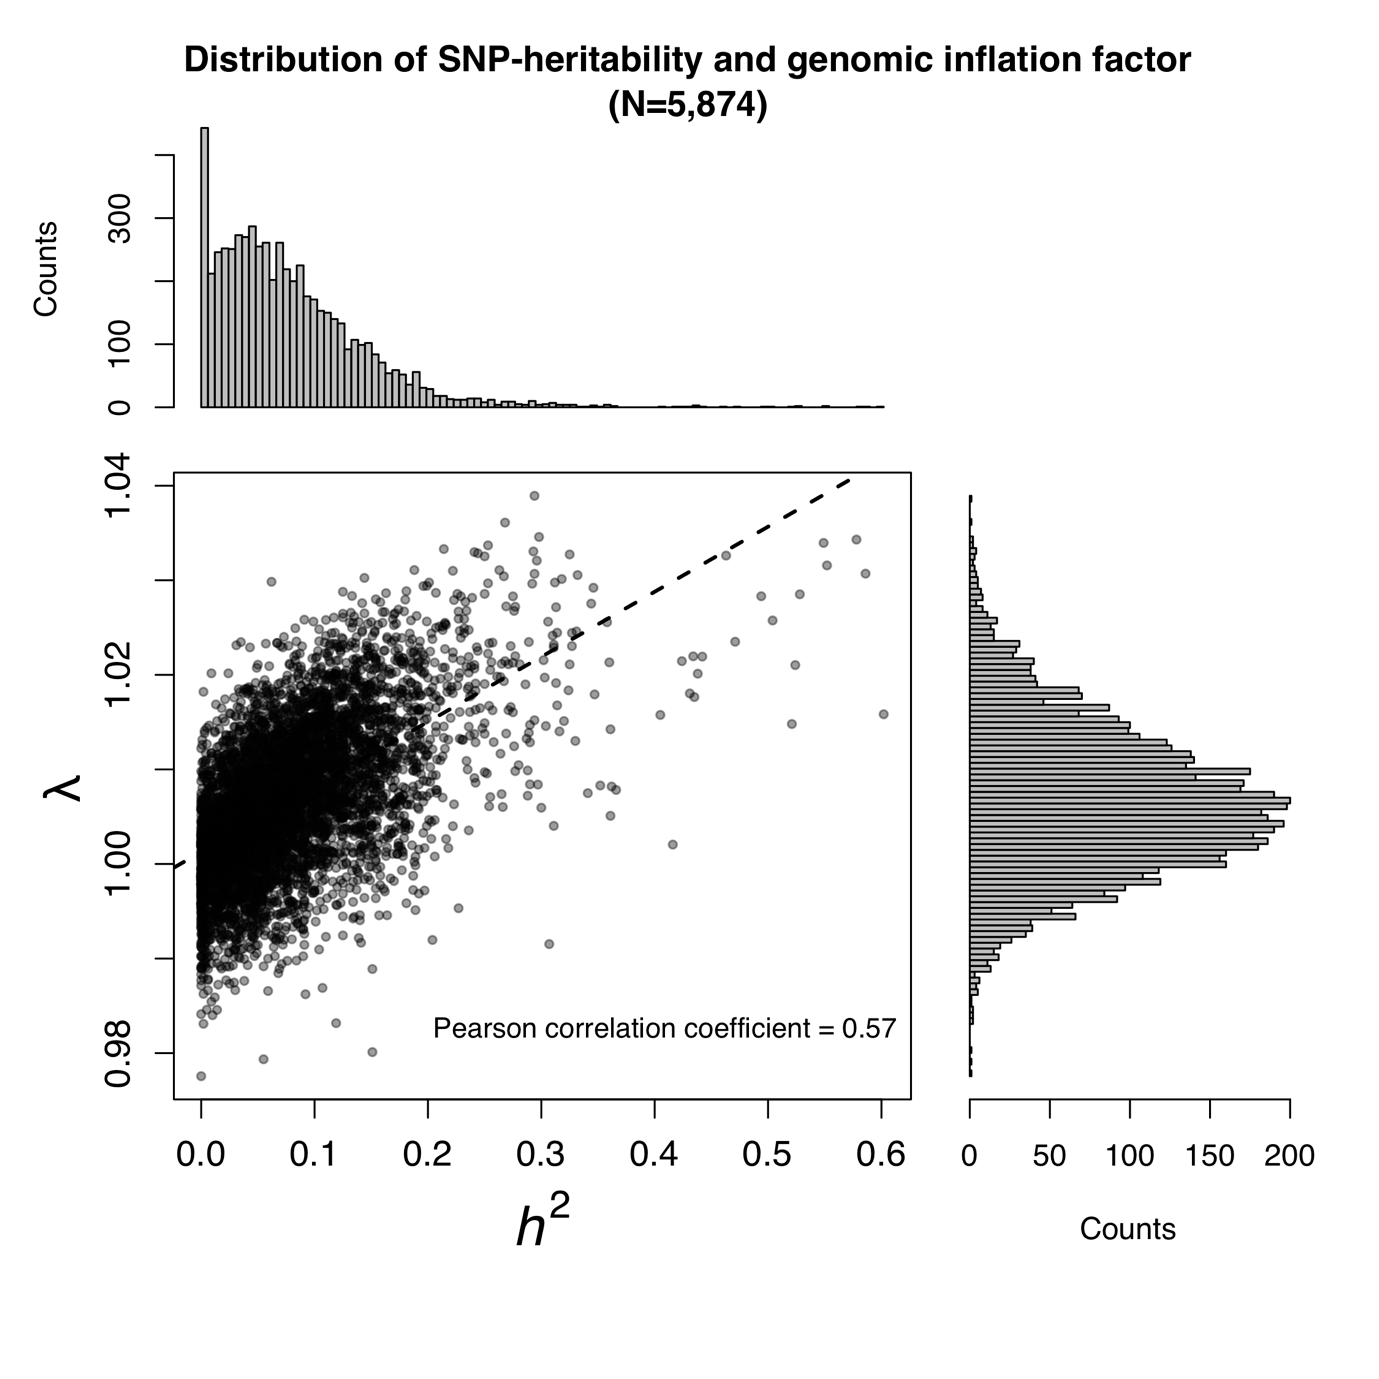 Distribution of SNP-heritability and genomic inflation factor
(N=5,874)
Counts
300
100
0
λ
1.04
1.02
1.00
0.98
Pearson correlation coefficient = 0.57
0.0 0.1 0.2 0.3 0.4 0.5 0.6
h²
0 50 100 150 200
Counts